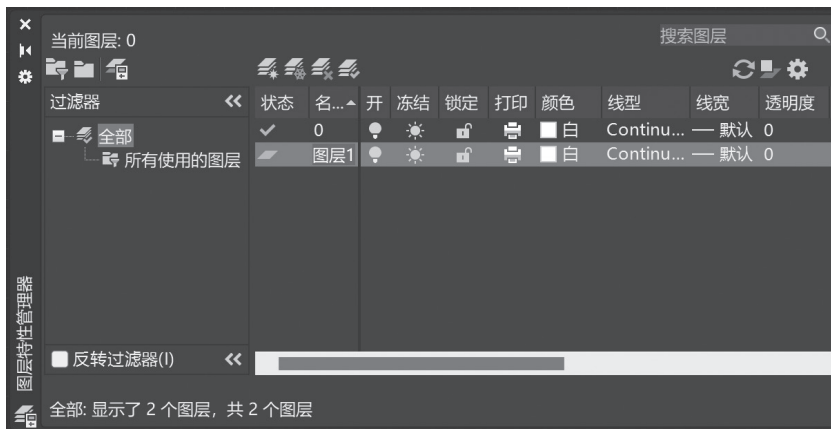 当前图层: 0
搜索图层
过滤器
状态 名... 开 冻结 锁定 打印 颜色 线型 线宽 透明度
全部
0 白 Continu... 默认 0
所有使用的图层
图层1 白 Continu... 默认 0
反转过滤器(I)
全部: 显示了 2 个图层, 共 2 个图层
图层特性管理器